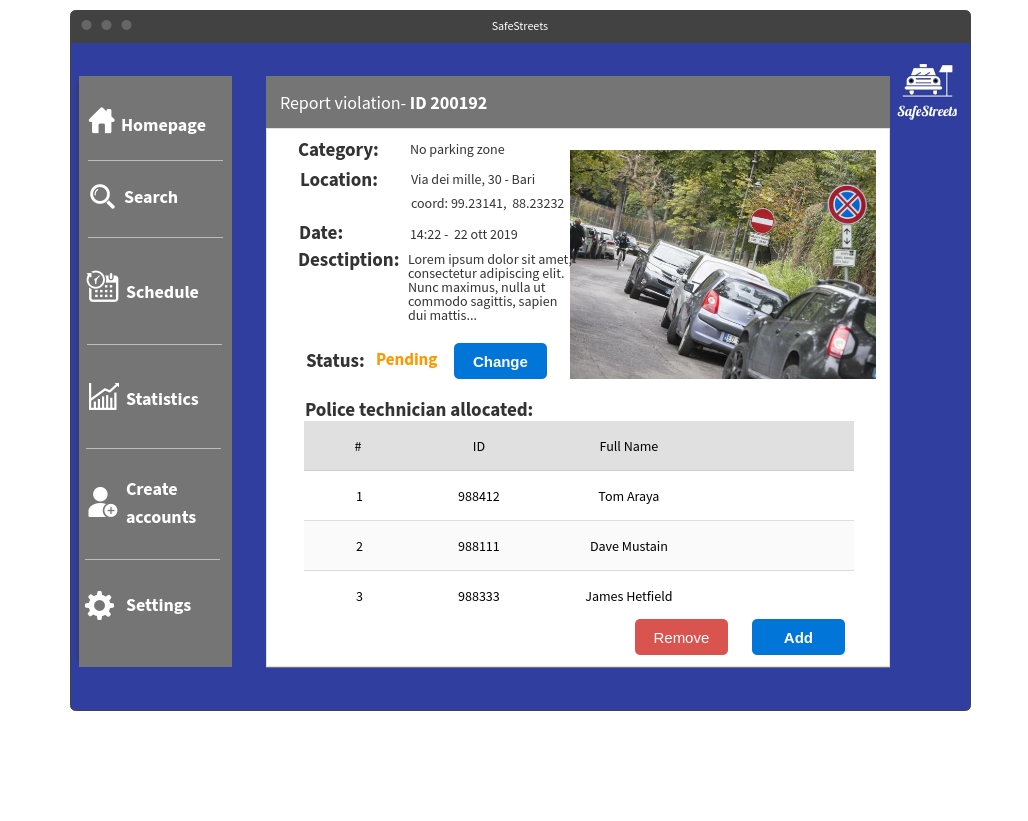 SafeStreets
SafeStreets
Homepage
Search
Schedule
Statistics
Create
accounts
Settings
Report violation- ID 200192
Category: No parking zone
Location: Via dei mille, 30 - Bari
coord: 99.23141, 88.23232
Date: 14:22 - 22 ott 2019
Desctiption: Lorem ipsum dolor sit amet,
consectetur adipiscing elit.
Nunc maximus, nulla ut
commodo sagittis, sapien
dui mattis...
Status: Pending Change
Police technician allocated:
# ID Full Name
1 988412 Tom Araya
2 988111 Dave Mustain
3 988333 James Hetfield
Remove Add